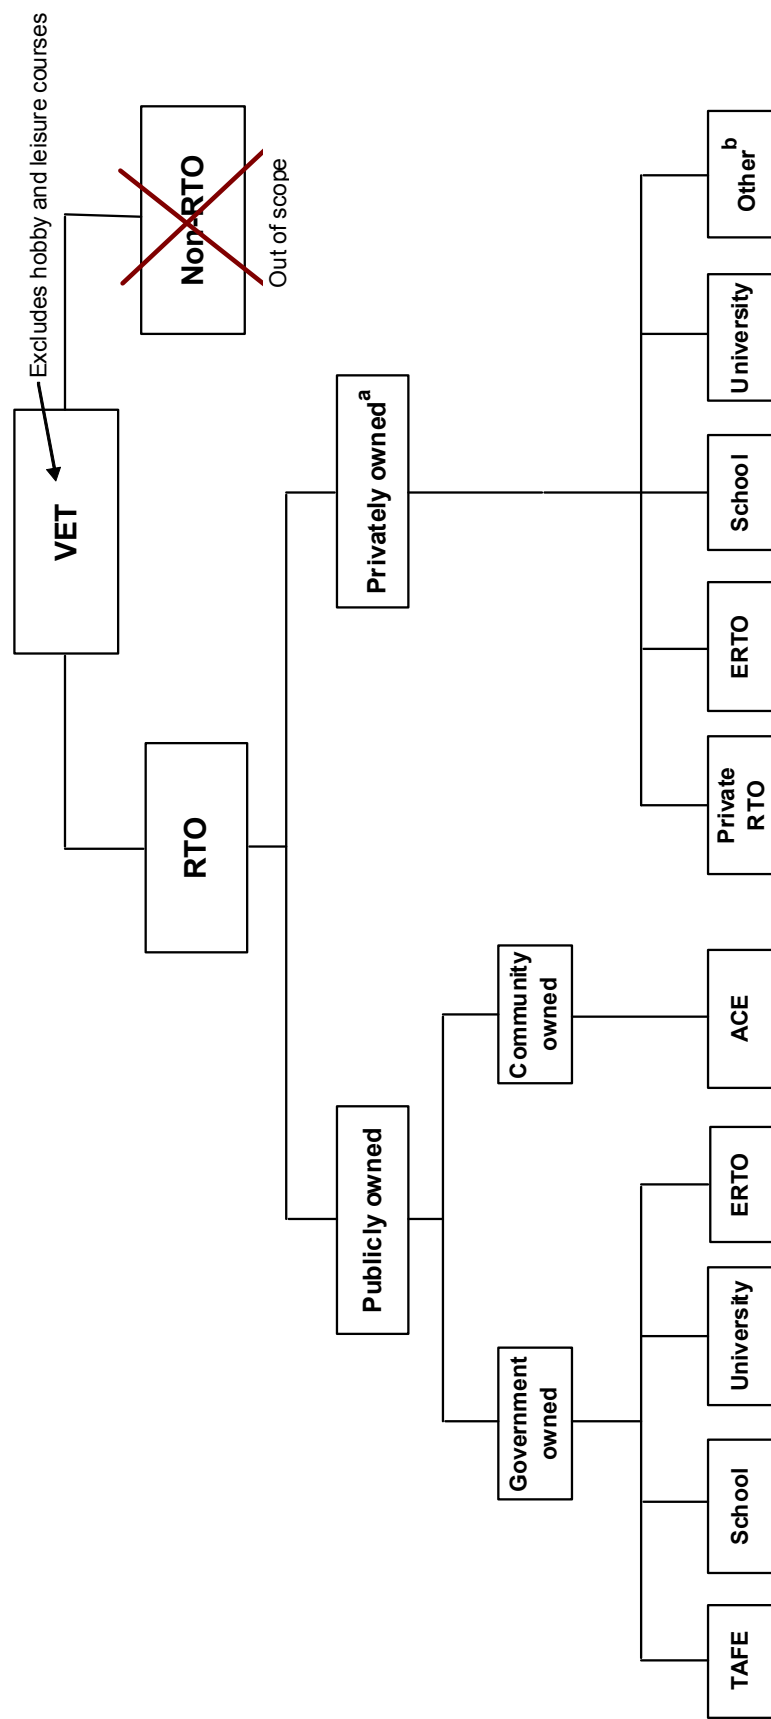 Excludes hobby and leisure courses
VET
RTO
Non-RTO
Out of scope
Publicly owned
Privately owned^a
Government
owned
Community
owned
TAFE
School
University
ERTO
ACE
Private
RTO
ERTO
School
University
Other^b